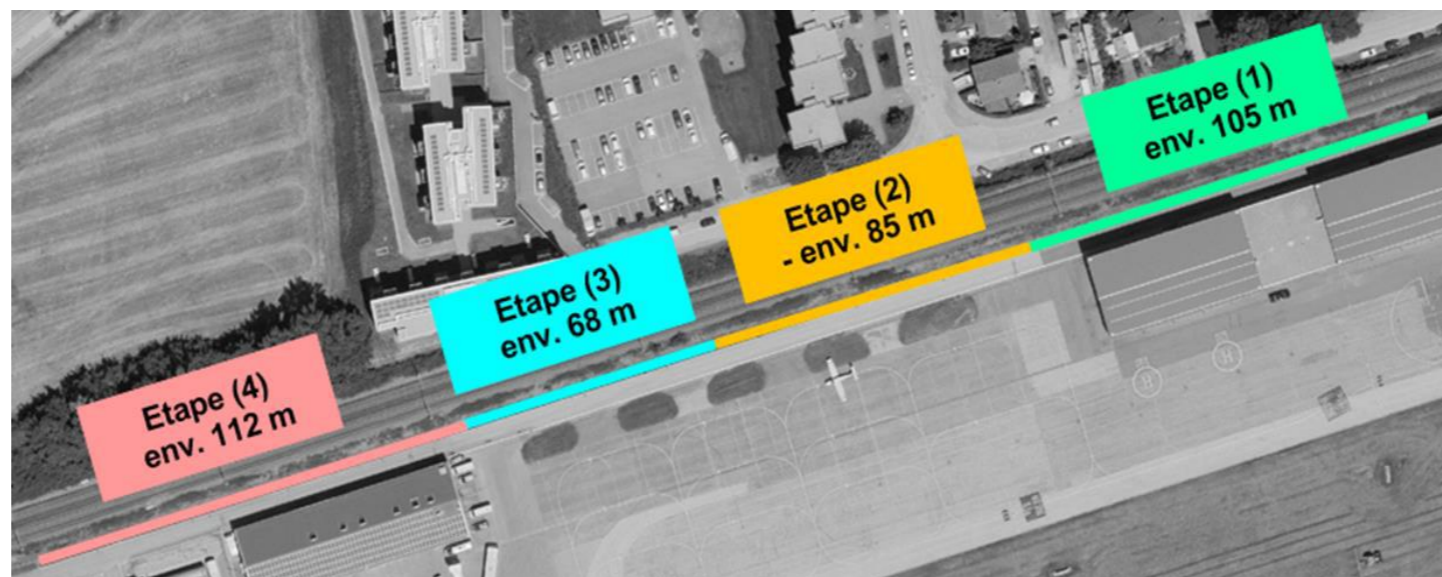 Etape (1)
env. 105 m
Etape (2)
- env. 85 m
Etape (3)
env. 68 m
Etape (4)
env. 112 m
H
H